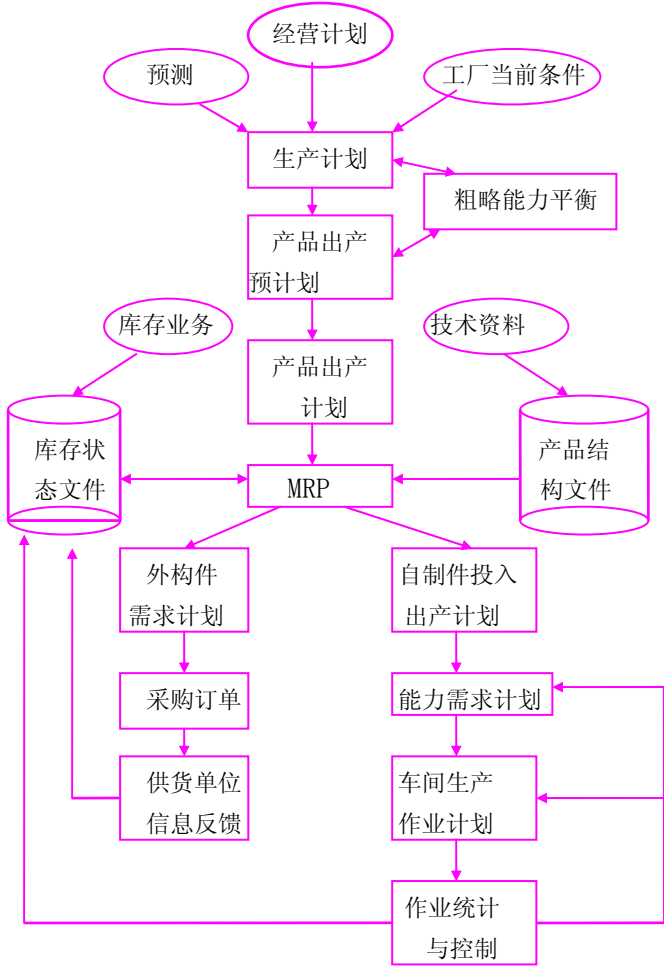 经营计划
预测
工厂当前条件
生产计划
粗略能力平衡
产品出产
预计划
库存业务
技术资料
产品出产
计划
库存状
态文件
产品结
构文件
MRP
外构件
需求计划
自制件投入
出产计划
采购订单
能力需求计划
供货单位
信息反馈
车间生产
作业计划
作业统计
与控制